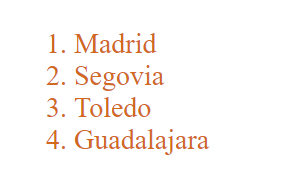 1. Madrid
2. Segovia
3. Toledo
4. Guadalajara